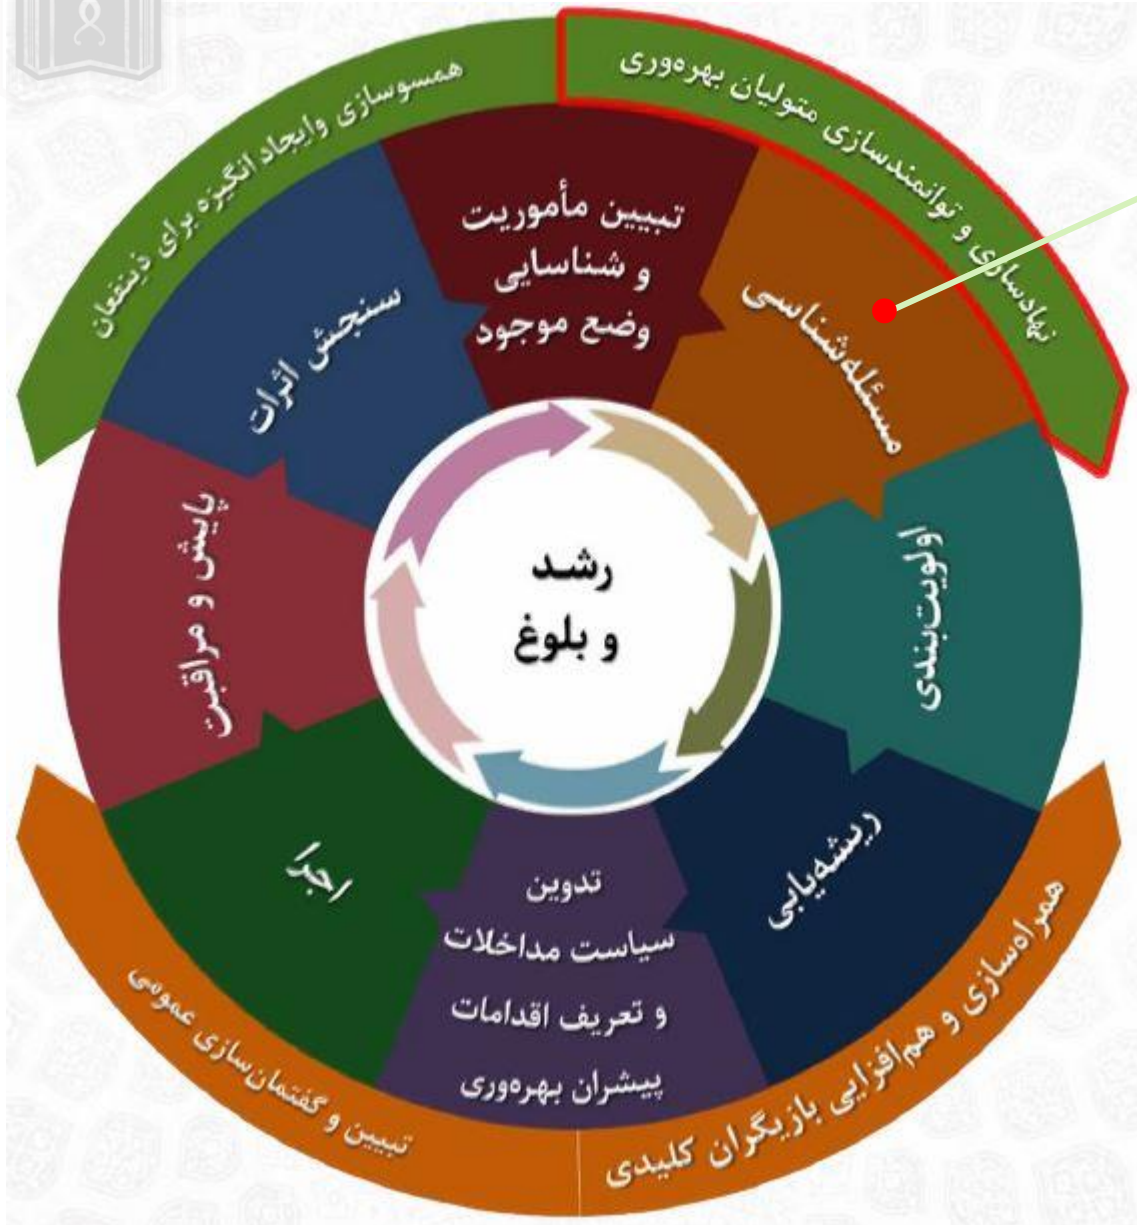 همسوسازی وایجاد انگیزه برای ذینفعان
نهادسازی و توانمندسازی متولیان بهره‌وری
تبیین مأموریت
و شناسایی
وضع موجود
مسئله‌شناسی
اولویت‌بندی
ریشه‌یابی
تدوین
سیاست مداخلات
و تعریف اقدامات
پیشران بهره‌وری
اجرا
پایش و مراقبت
سنجش اثرات
رشد
و بلوغ
همراه‌سازی و هم‌افزایی بازیگران کلیدی
تبیین و گفتمان‌سازی عمومی